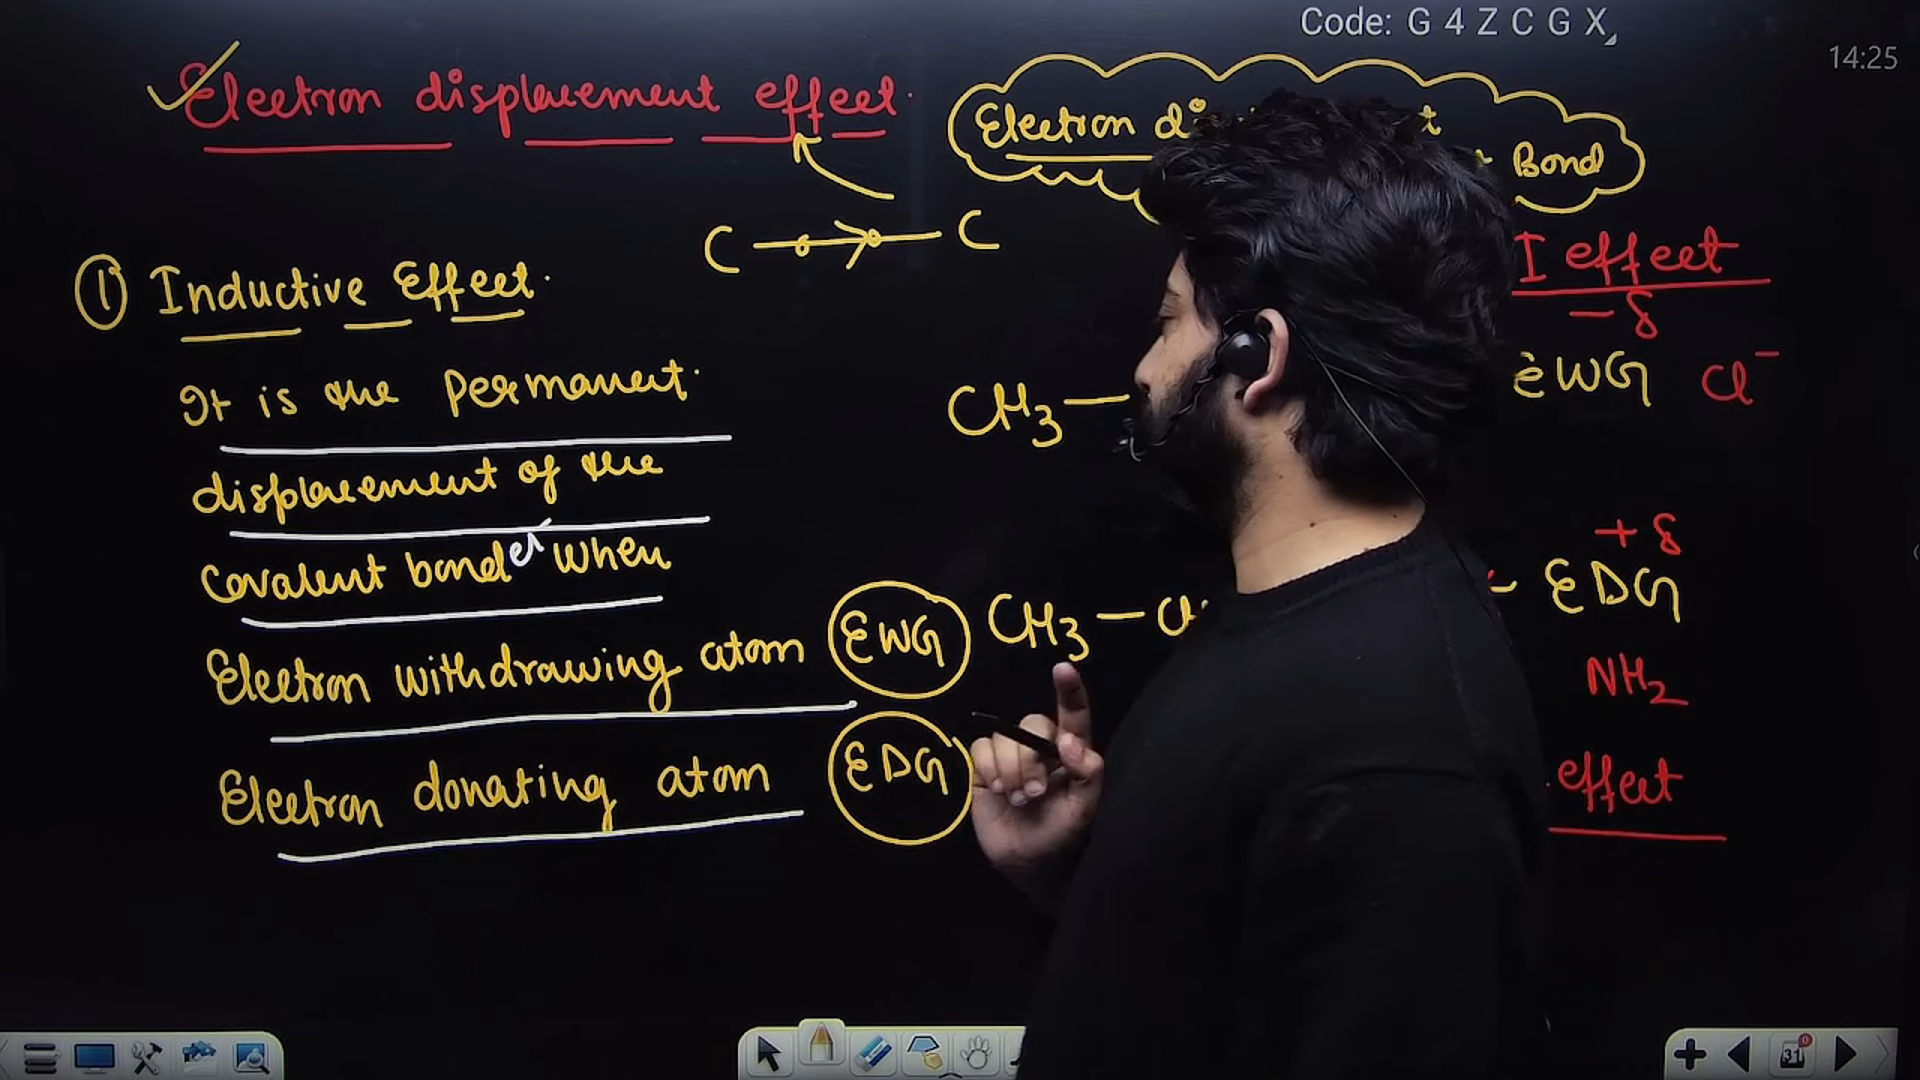 Code: G 4 Z C G X
14:25
Electron displacement effect.
Electron
Bond
C C
① Inductive Effect.
I effect
- δ
It is the Permanent.
CH3 —
EWG Cl⁻
displacement of the
Covalent bond e⁻ When
+ δ
EDG
Electron withdrawing atom EWG
CH3 —
NH2
Electron donating atom EDG
effect
31